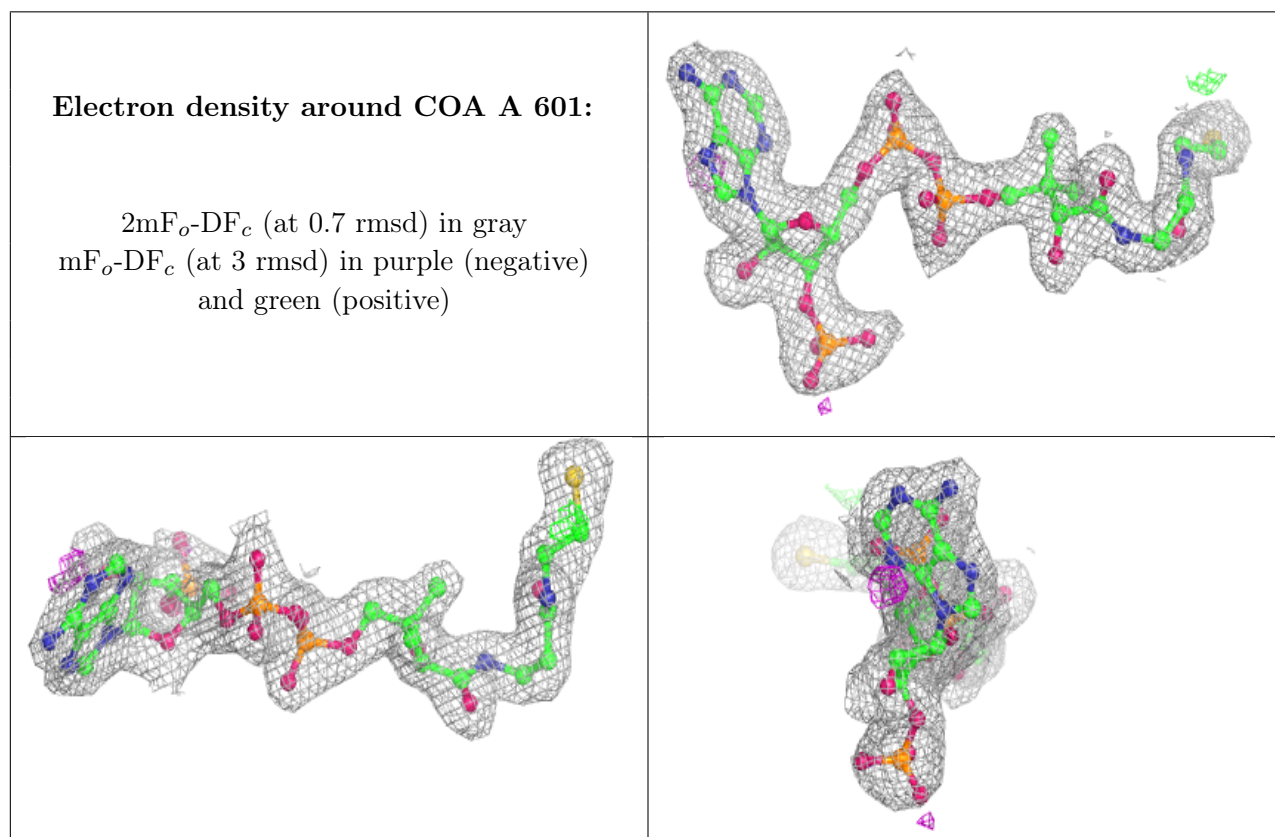 Electron density around COA A 601:
2mFo-DFc (at 0.7 rmsd) in gray
mFo-DFc (at 3 rmsd) in purple (negative)
and green (positive)